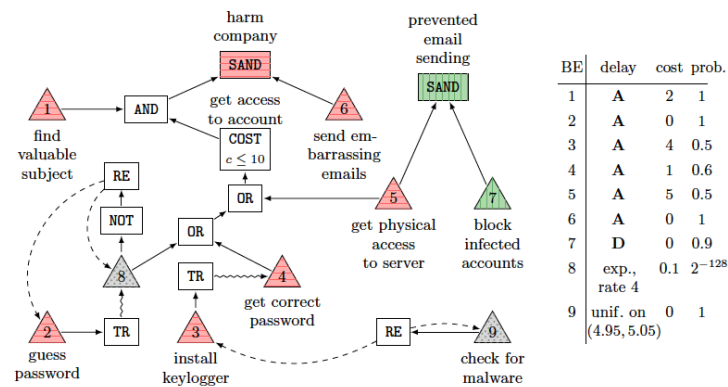 harm
company
SAND
prevented
email
sending
SAND
get access
to account
1
AND
6
find
valuable
subject
COST
c ≤ 10
send em-
barrassing
emails
RE
NOT
OR
OR
5
7
get physical
access
to server
block
infected
accounts
8
TR
4
get correct
password
2
TR
3
RE
9
guess
password
install
keylogger
check for
malware
BE delay cost prob.
1 A 2 1
2 A 0 1
3 A 4 0.5
4 A 1 0.6
5 A 5 0.5
6 A 0 1
7 D 0 0.9
8 exp., 0.1 2⁻¹²⁸
rate 4
9 unif. on 0 1
(4.95, 5.05)